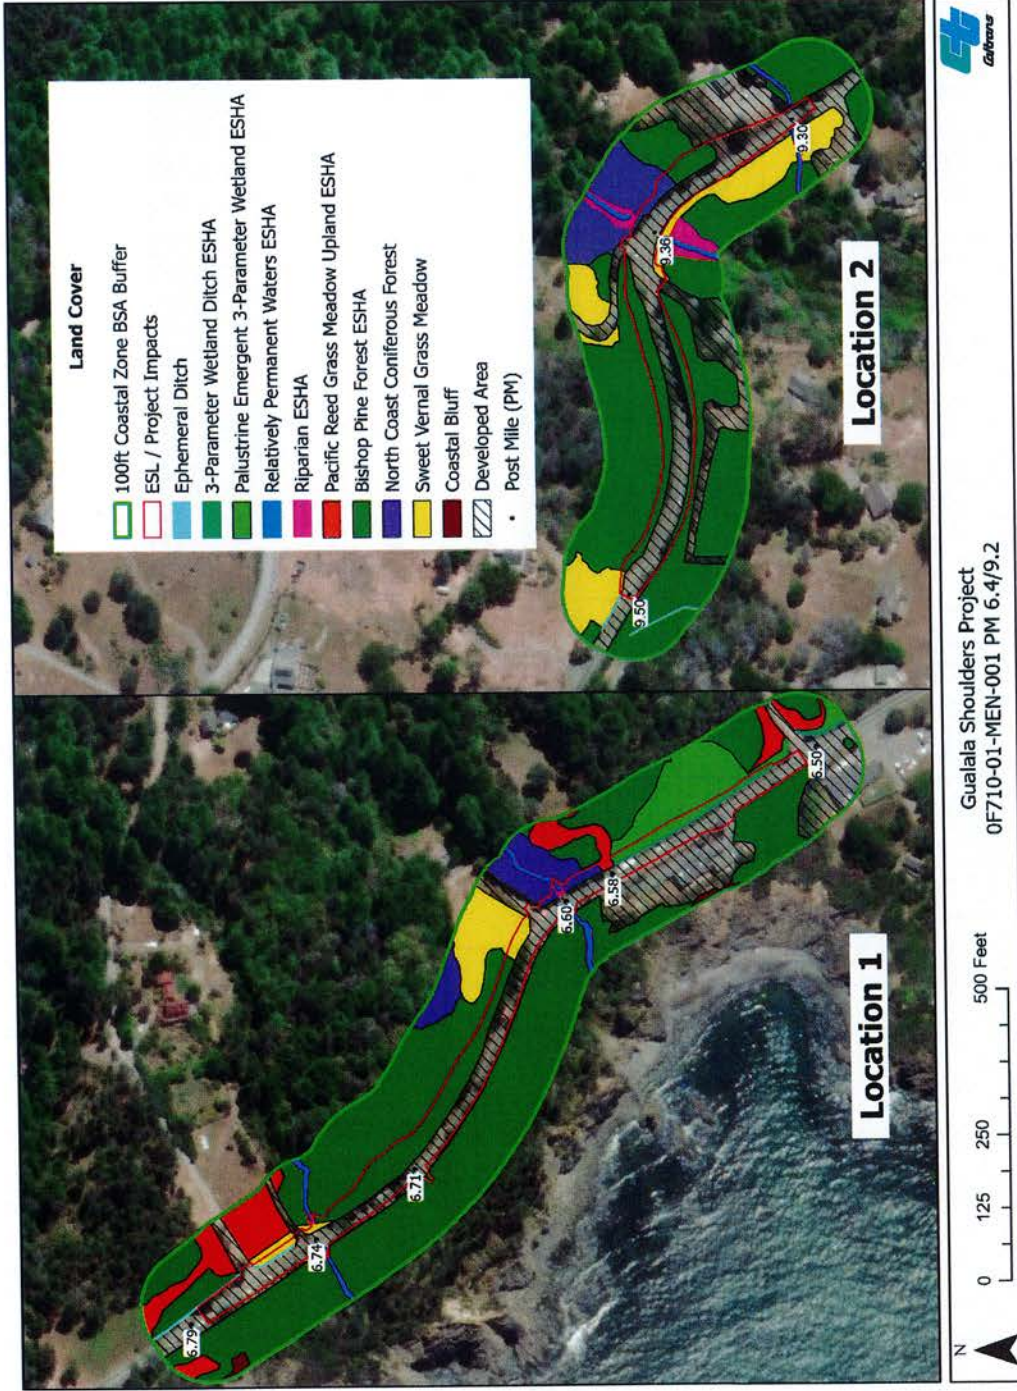 Land Cover
100ft Coastal Zone BSA Buffer
ESL / Project Impacts
Ephemeral Ditch
3-Parameter Wetland Ditch ESHA
Palustrine Emergent 3-Parameter Wetland ESHA
Relatively Permanent Waters ESHA
Riparian ESHA
Pacific Reed Grass Meadow Upland ESHA
Bishop Pine Forest ESHA
North Coast Coniferous Forest
Sweet Vernal Grass Meadow
Coastal Bluff
Developed Area
Post Mile (PM)
6.79
6.74
6.71
6.60
6.58
6.50
Location 1
9.50
9.36
9.30
Location 2
N
0 125 250 500 Feet
Gualala Shoulders Project
0F710-01-MEN-001 PM 6.4/9.2
Caltrans